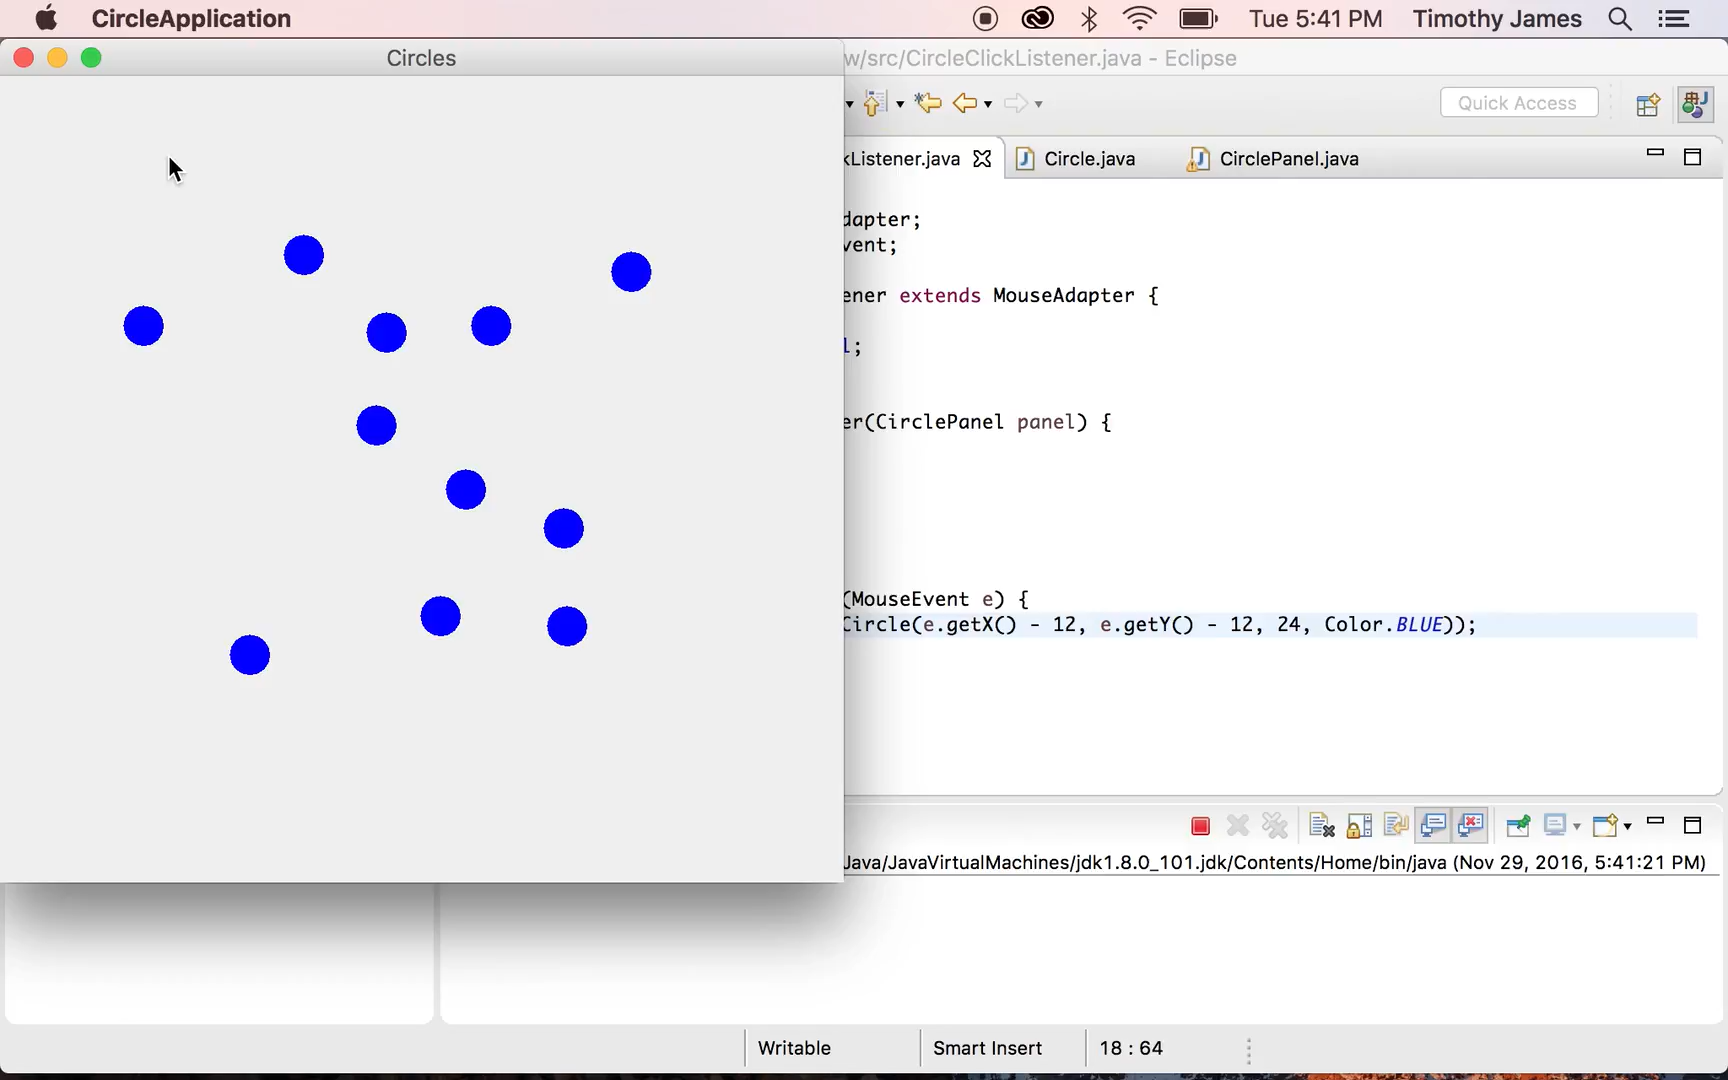 CircleApplication
Tue 5:41 PM
Timothy James
Circles
w/src/CircleClickListener.java - Eclipse
Quick Access
kListener.java
Circle.java
CirclePanel.java
dapter;
vent;
ener extends MouseAdapter {
l;
er(CirclePanel panel) {
(MouseEvent e) {
Circle(e.getX() - 12, e.getY() - 12, 24, Color.BLUE));
Java/JavaVirtualMachines/jdk1.8.0_101.jdk/Contents/Home/bin/java (Nov 29, 2016, 5:41:21 PM)
Writable
Smart Insert
18 : 64